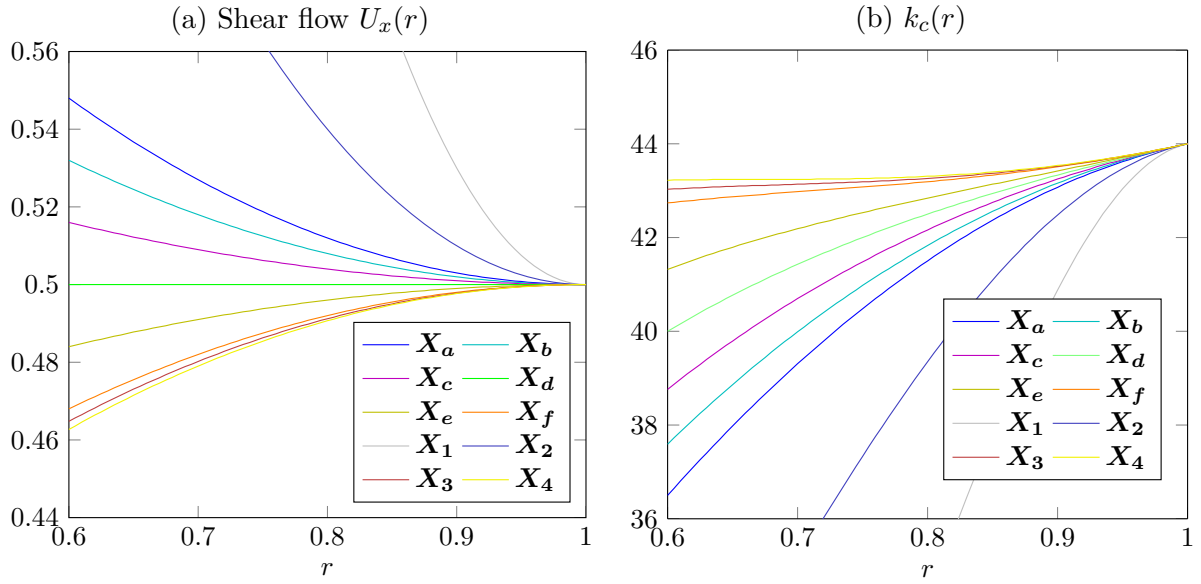 (a) Shear flow U_x(r)
0.56
0.54
0.52
0.5
0.48
0.46
0.44
0.6 0.7 0.8 0.9 1
r
X_a X_b
X_c X_d
X_e X_f
X_1 X_2
X_3 X_4
(b) k_c(r)
46
44
42
40
38
36
0.6 0.7 0.8 0.9 1
r
X_a X_b
X_c X_d
X_e X_f
X_1 X_2
X_3 X_4